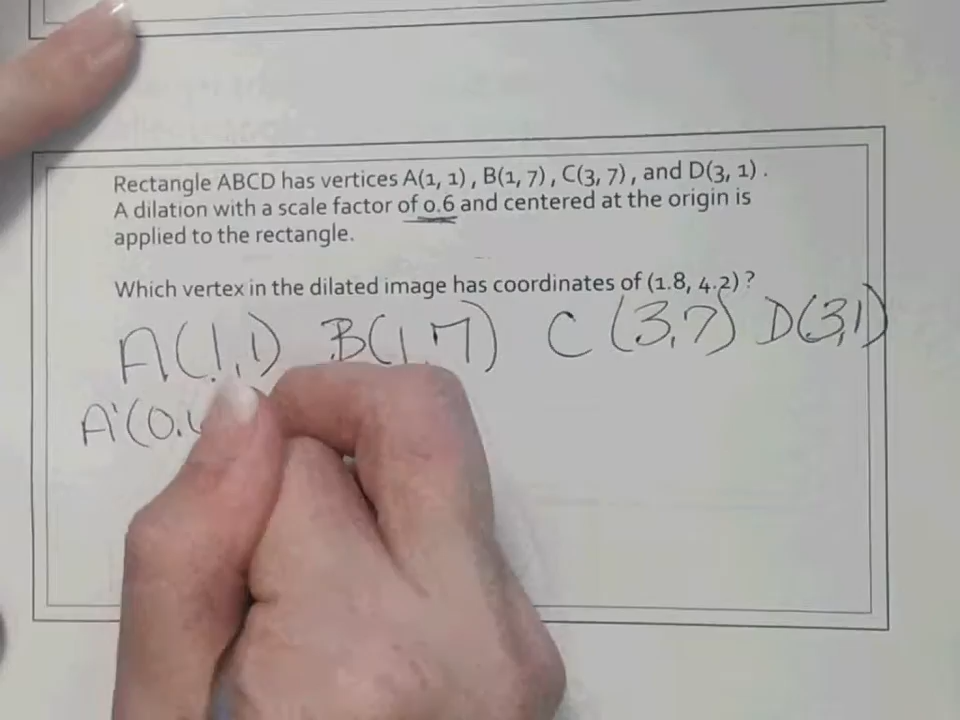 Rectangle ABCD has vertices A(1, 1), B(1, 7), C(3, 7), and D(3, 1).
A dilation with a scale factor of 0.6 and centered at the origin is
applied to the rectangle.
Which vertex in the dilated image has coordinates of (1.8, 4.2)?
A(1,1) B(1,7) C(3,7) D(3,1)
A'(0.